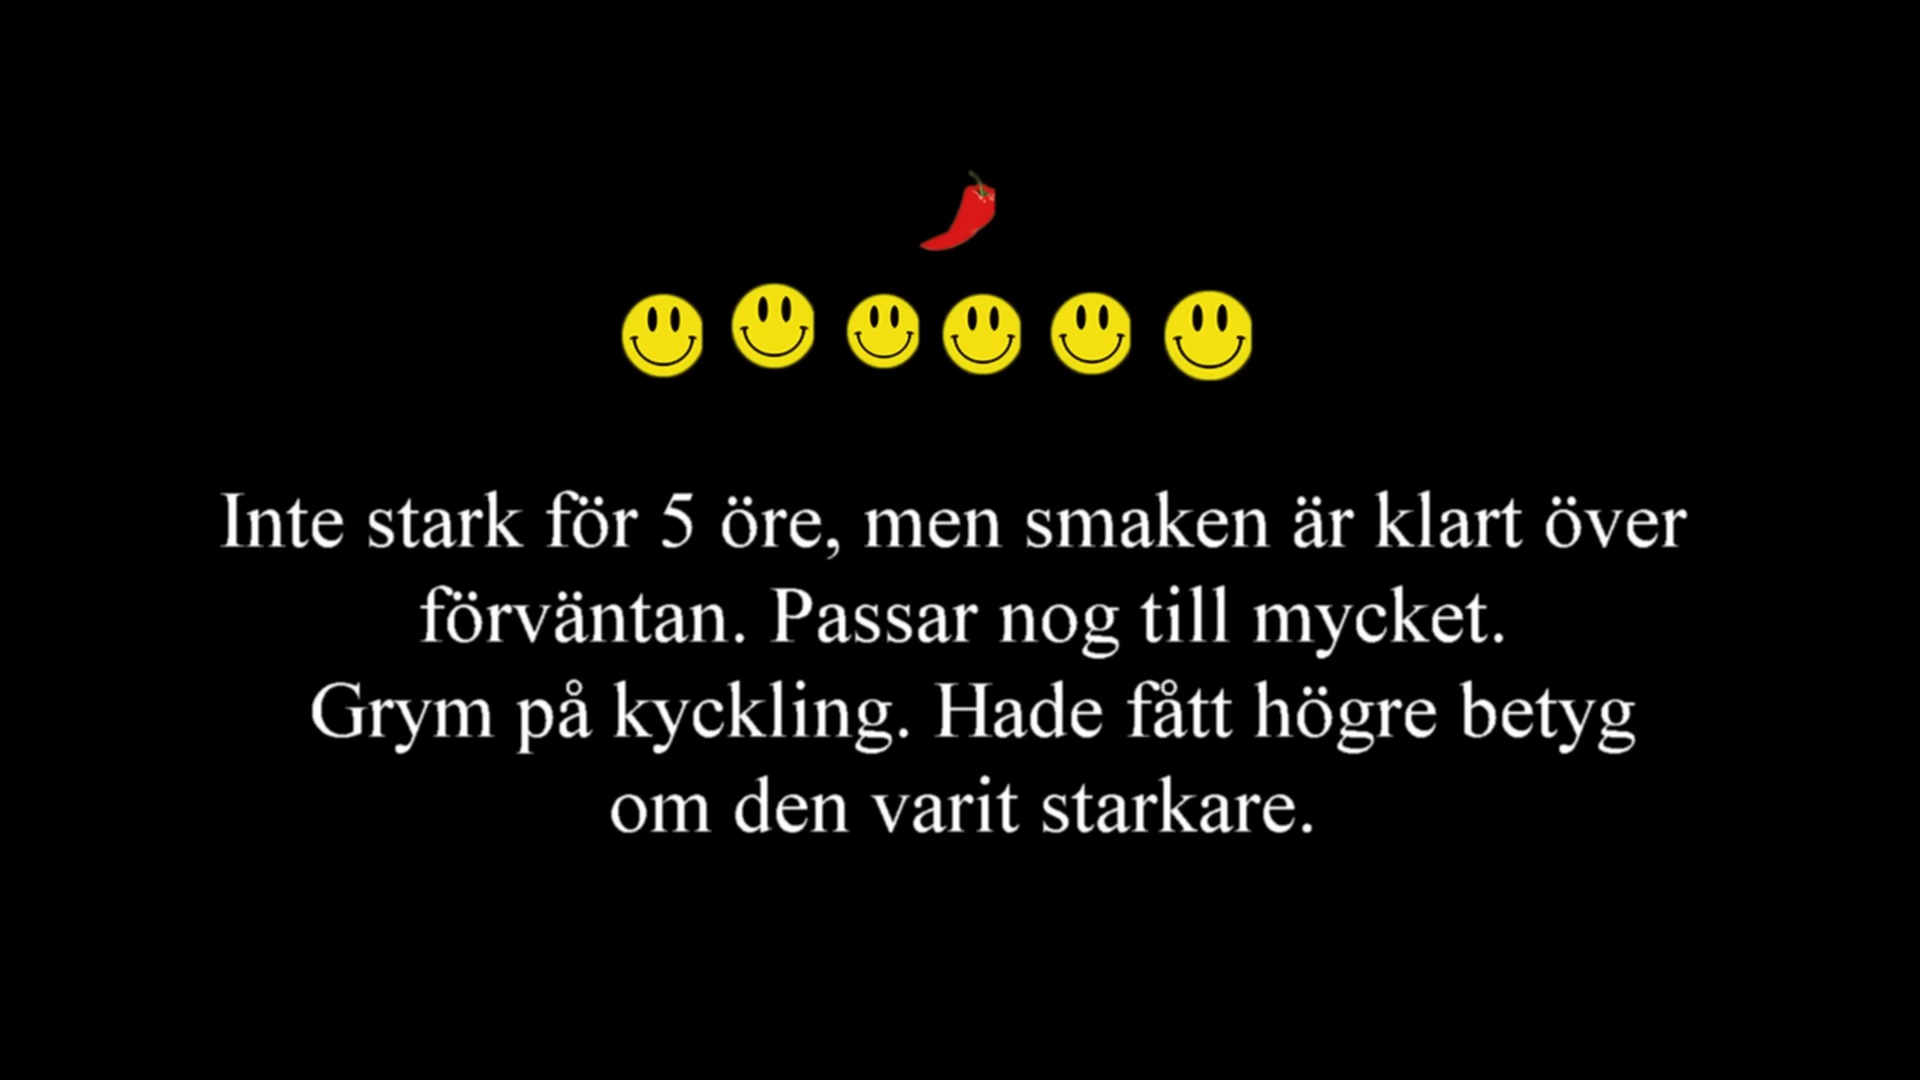 Inte stark för 5 öre, men smaken är klart över
förväntan. Passar nog till mycket.
Grym på kyckling. Hade fått högre betyg
om den varit starkare.